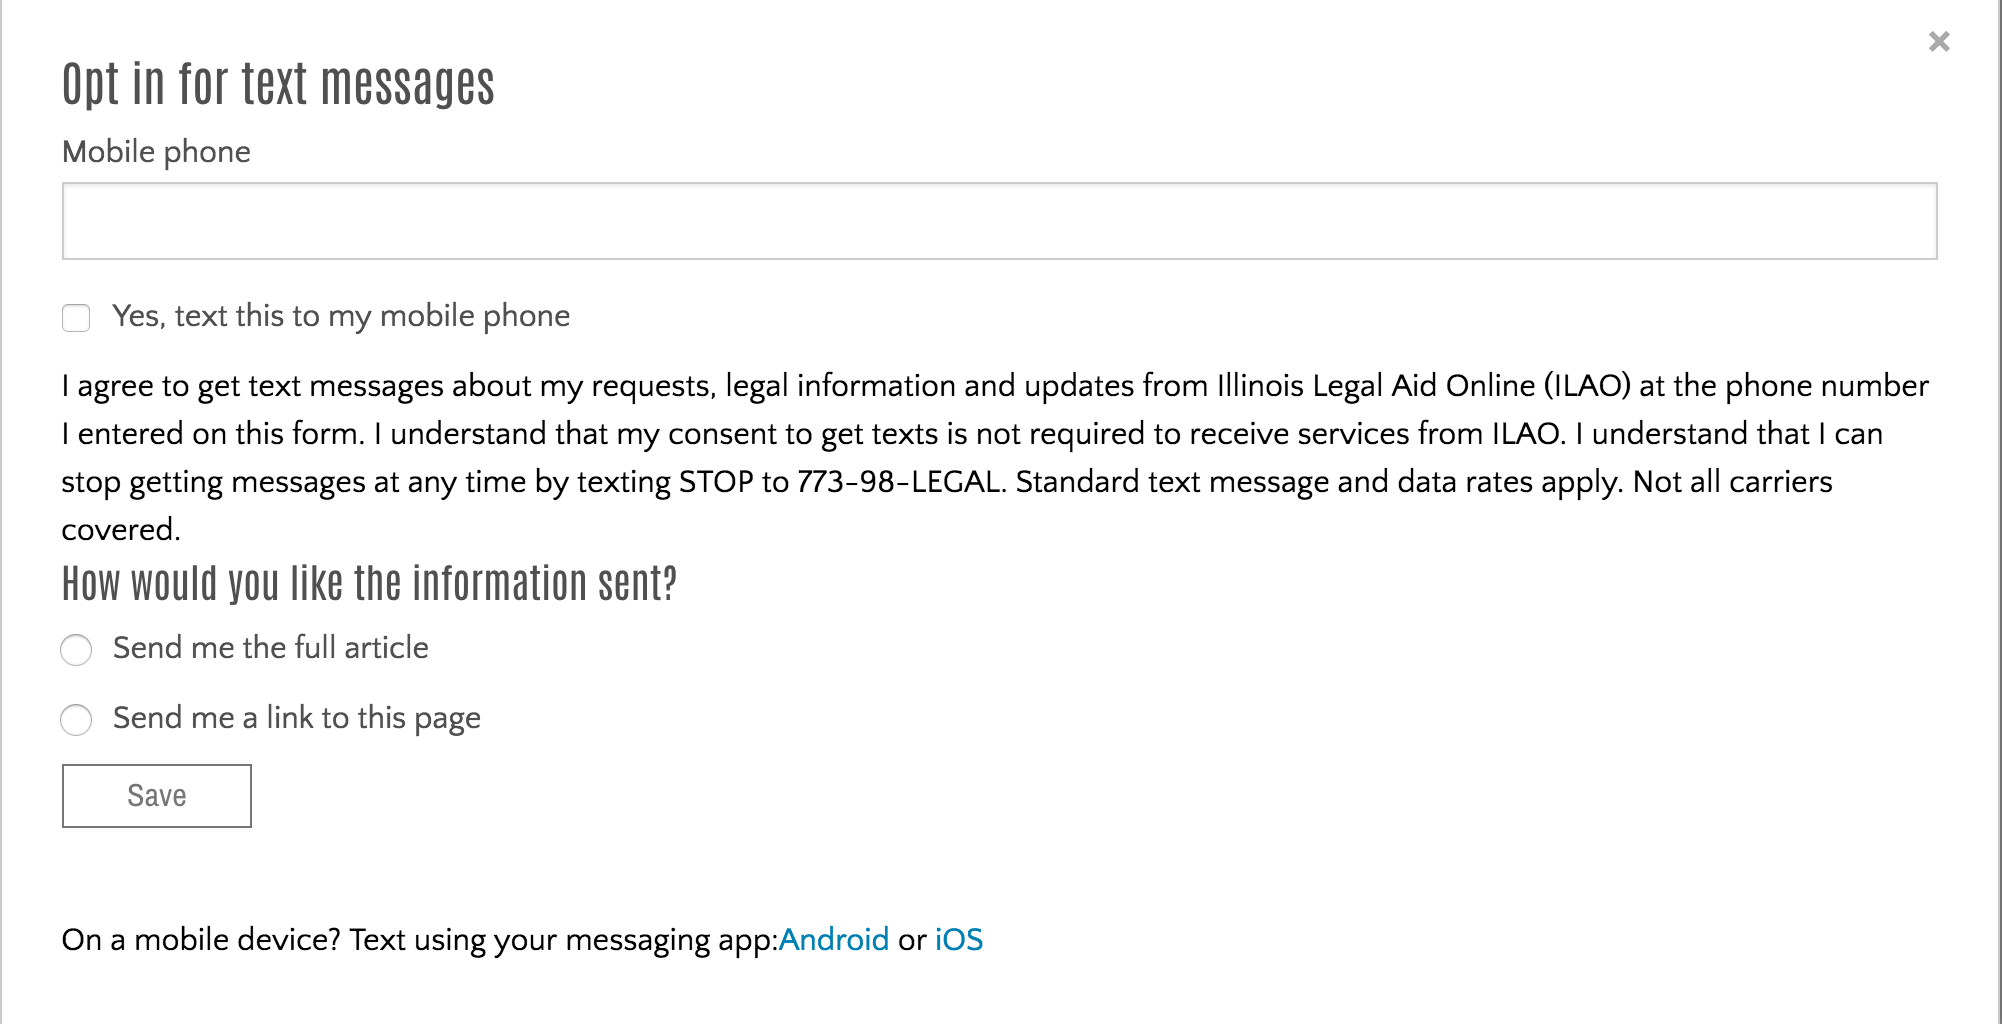 Opt in for text messages
Mobile phone
Yes, text this to my mobile phone
I agree to get text messages about my requests, legal information and updates from Illinois Legal Aid Online (ILAO) at the phone number
I entered on this form. I understand that my consent to get texts is not required to receive services from ILAO. I understand that I can
stop getting messages at any time by texting STOP to 773-98-LEGAL. Standard text message and data rates apply. Not all carriers
covered.
How would you like the information sent?
Send me the full article
Send me a link to this page
Save
On a mobile device? Text using your messaging app:Android or iOS